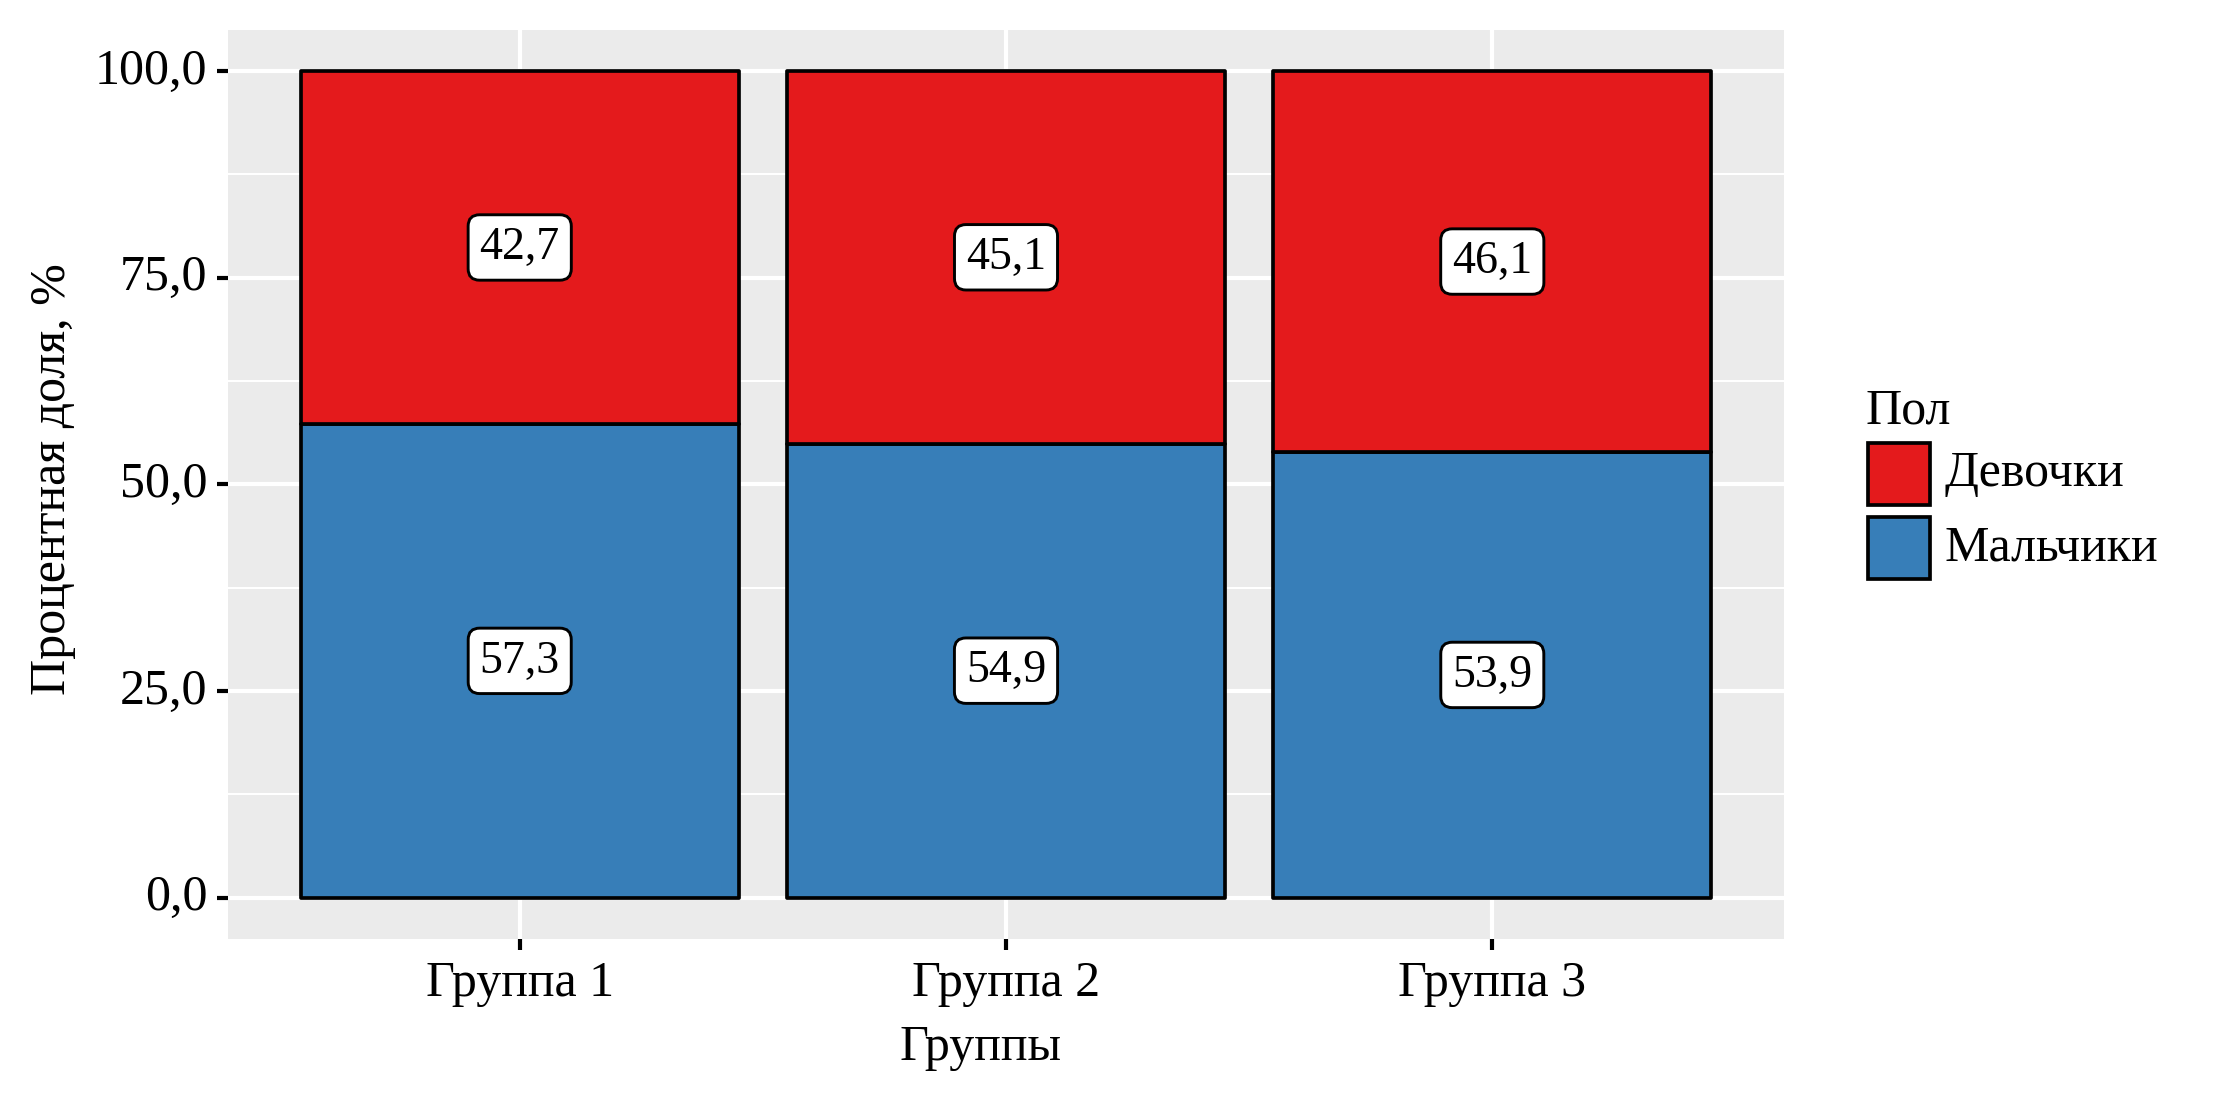 Процентная доля, %
100,0
75,0
50,0
25,0
0,0
42,7
45,1
46,1
57,3
54,9
53,9
Группа 1
Группа 2
Группа 3
Группы
Пол
Девочки
Мальчики